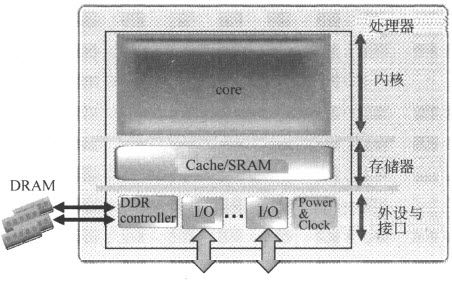 处理器
core
内核
Cache/SRAM
存储器
DRAM
DDR
controller
I/O
...
I/O
Power
&
Clock
外设与
接口